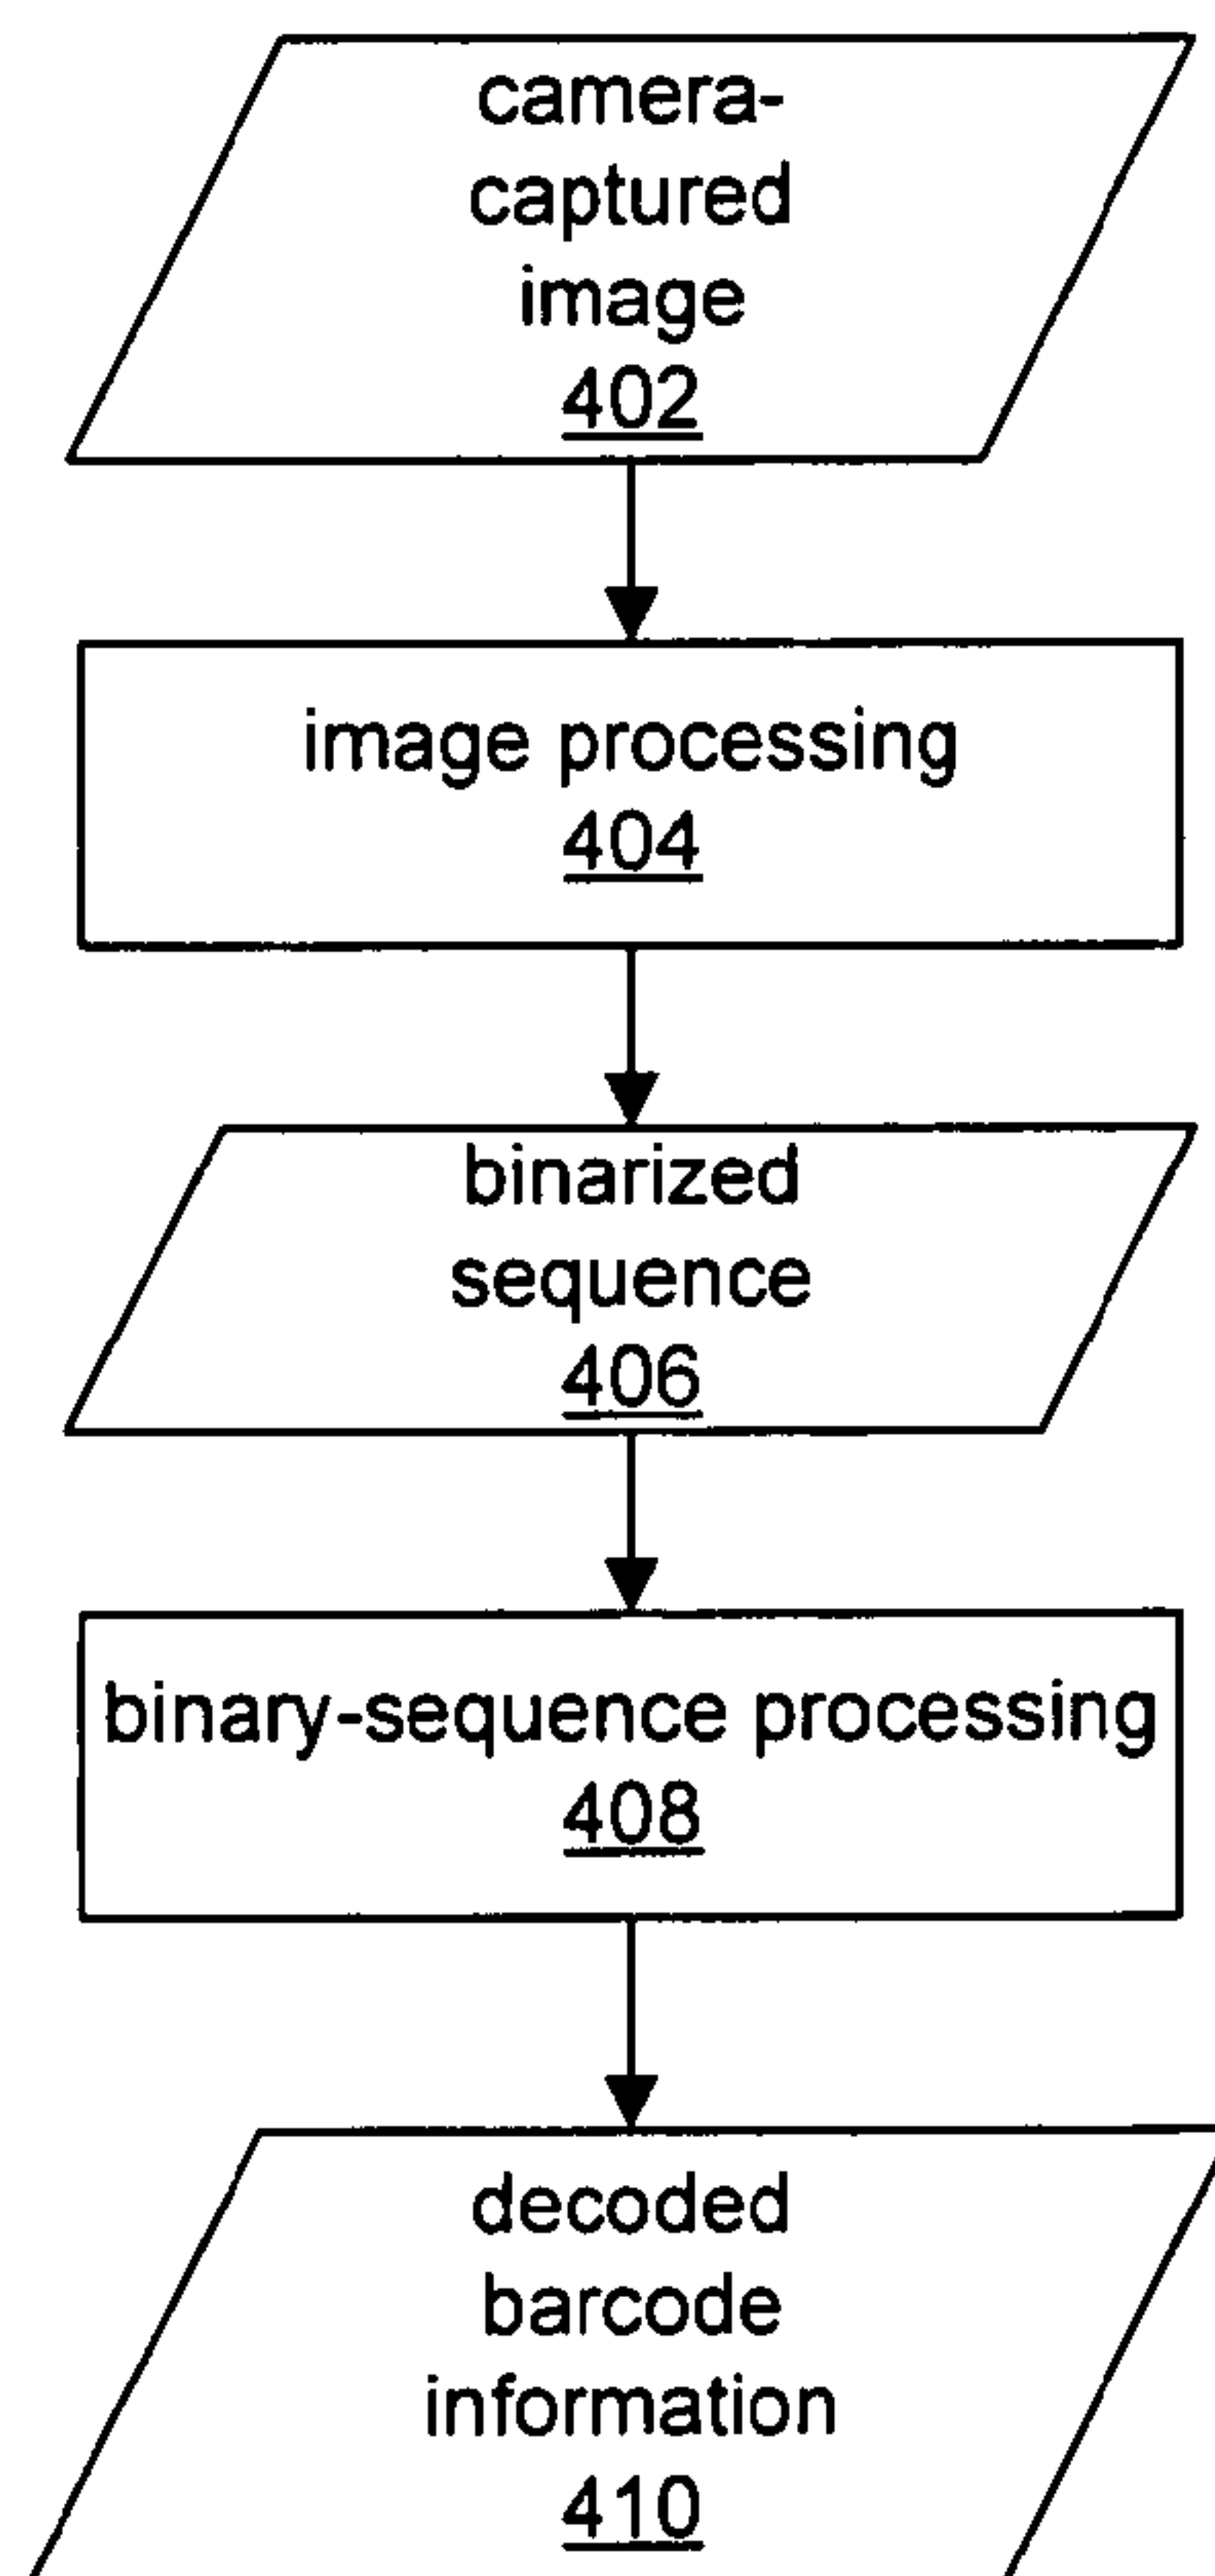 camera-
captured
image
402
image processing
404
binarized
sequence
406
binary-sequence processing
408
decoded
barcode
information
410